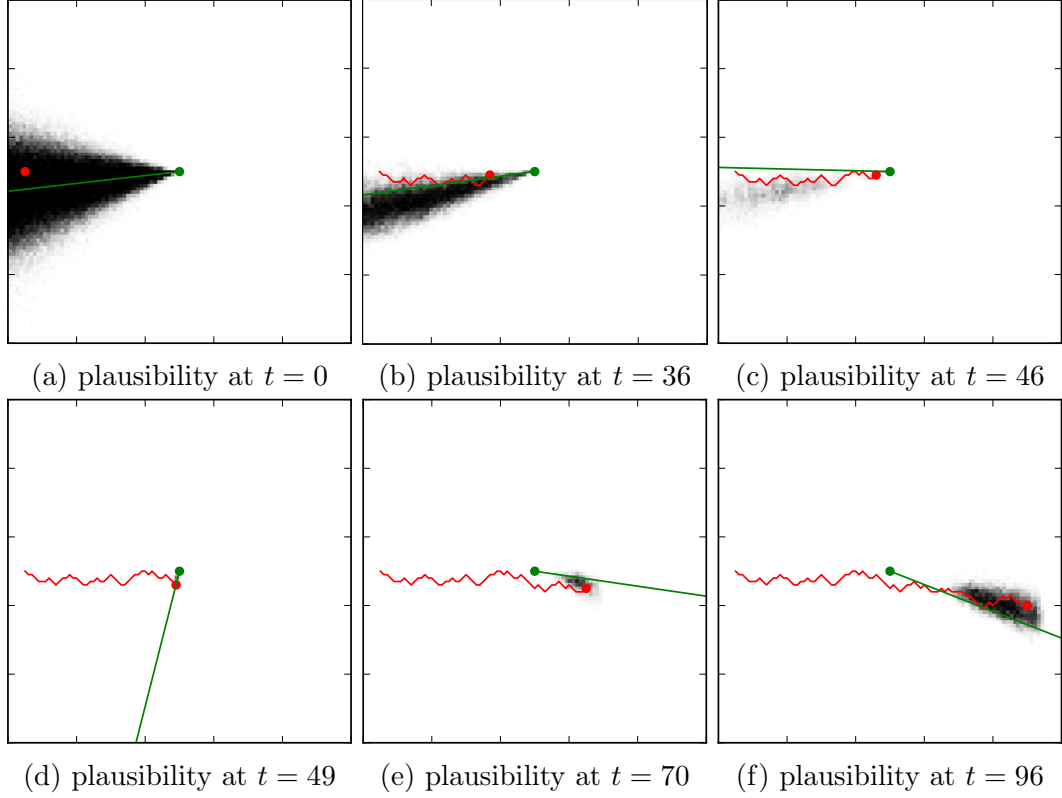 (a) plausibility at t = 0
(b) plausibility at t = 36
(c) plausibility at t = 46
(d) plausibility at t = 49
(e) plausibility at t = 70
(f) plausibility at t = 96